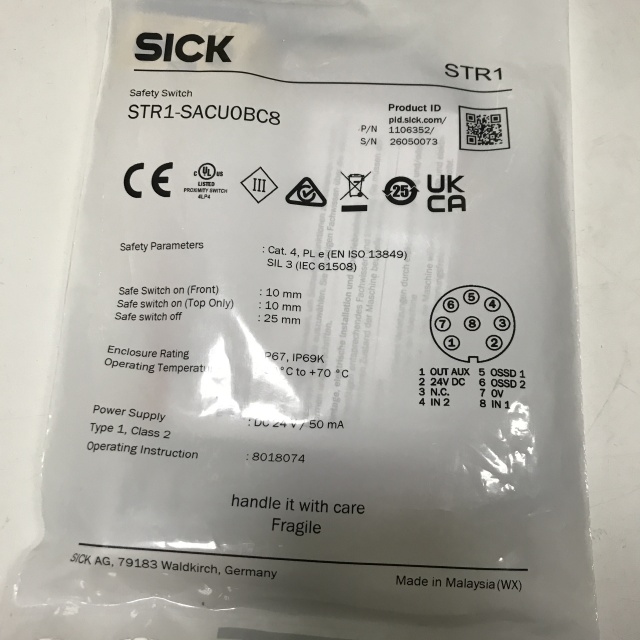 SICK
STR1
Safety Switch
STR1-SACU0BC8
Product ID
pid.sick.com/
P/N 1106352/
S/N 26050073
CE
C UL US
LISTED
PROXIMITY SWITCH
4LP4
III
25
UK
CA
Safety Parameters : Cat. 4, PL e (EN ISO 13849)
SIL 3 (IEC 61508)
Safe Switch on (Front) : 10 mm
Safe switch on (Top Only) : 10 mm
Safe switch off : 25 mm
5
6 4
7 8 3
1 2
Enclosure Rating IP67, IP69K
Operating Temperatu °C to +70 °C
1 OUT AUX 5 OSSD 1
2 24V DC 6 OSSD 2
3 N.C. 7 0V
4 IN 2 8 IN 1
Power Supply : DC 24 V / 50 mA
Type 1, Class 2
Operating Instruction : 8018074
handle it with care
Fragile
SICK AG, 79183 Waldkirch, Germany
Made in Malaysia(WX)